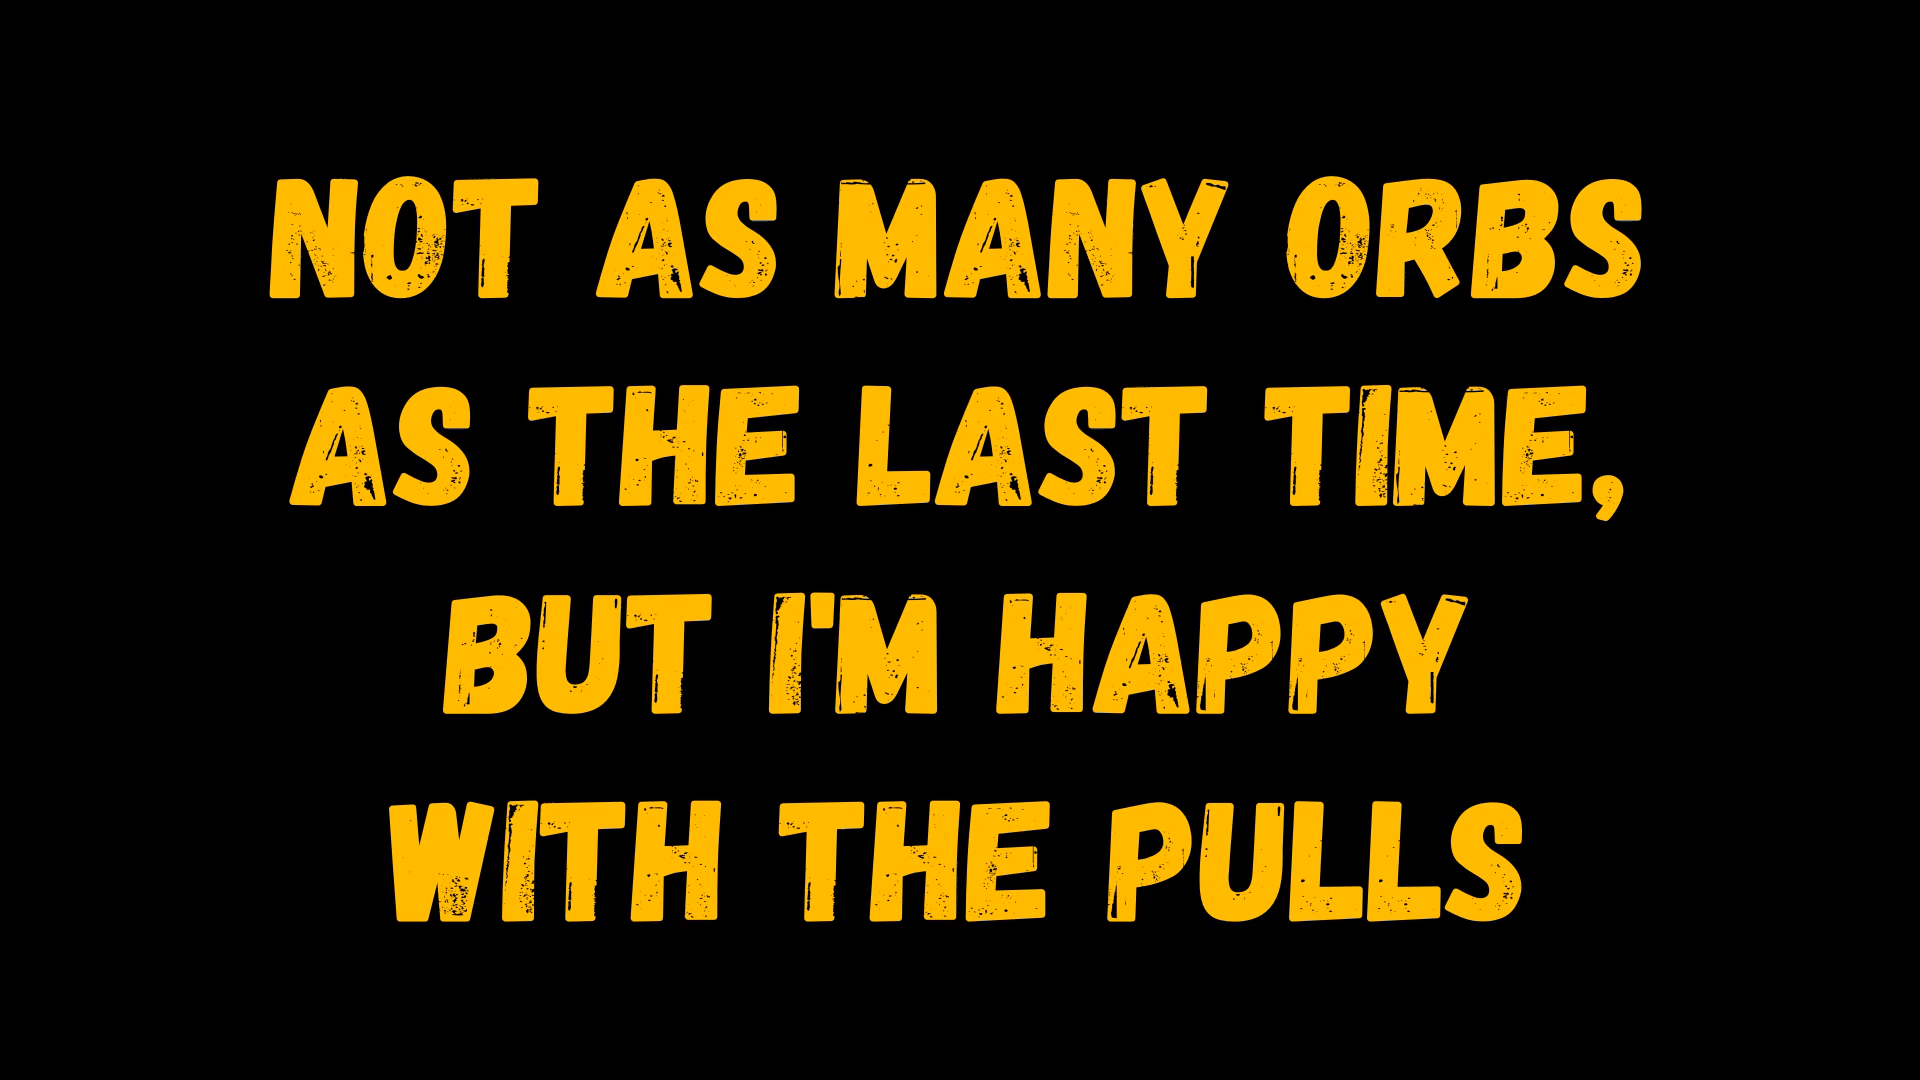 NOT AS MANY ORBS
AS THE LAST TIME,
BUT I'M HAPPY
WITH THE PULLS